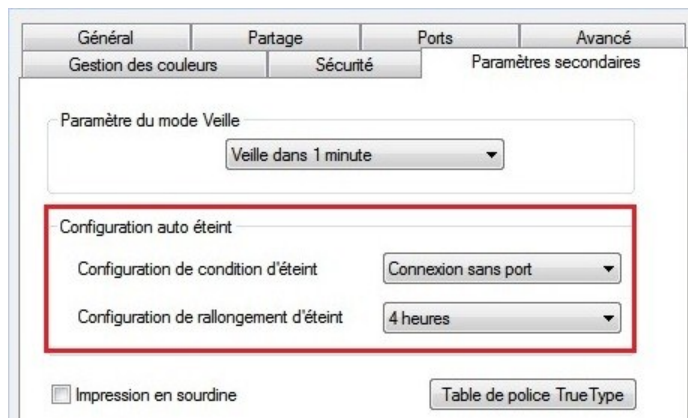 Général Partage Ports Avancé
Gestion des couleurs Sécurité Paramètres secondaires
Paramètre du mode Veille
Veille dans 1 minute
Configuration auto éteint
Configuration de condition d'éteint Connexion sans port
Configuration de rallongement d'éteint 4 heures
Impression en sourdine Table de police TrueType